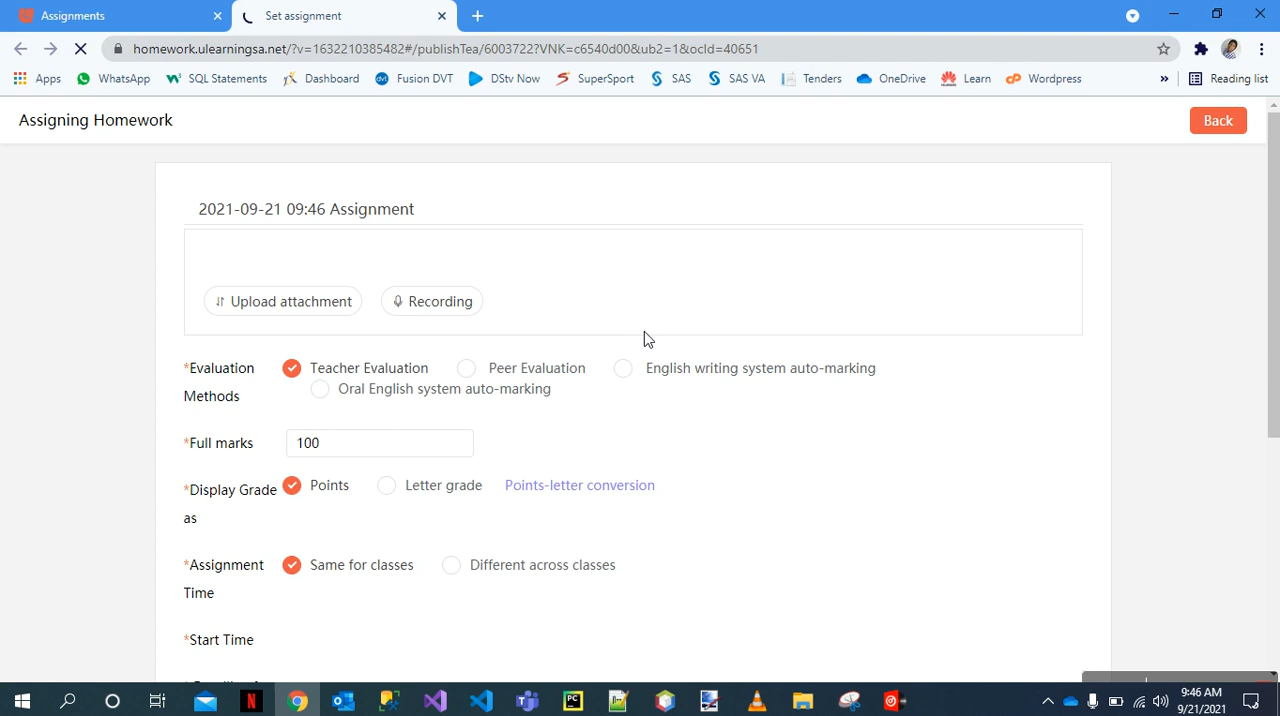 Assignments
Set assignment
homework.ulearningsa.net/?v=1632210385482#/publishTea/6003722?VNK=c6540d00&ub2=1&ocId=40651
Apps WhatsApp SQL Statements Dashboard Fusion DVT DStv Now SuperSport SAS SAS VA Tenders OneDrive Learn Wordpress » Reading list
Assigning Homework
Back
2021-09-21 09:46 Assignment
Upload attachment Recording
*Evaluation Methods
Teacher Evaluation Peer Evaluation English writing system auto-marking
Oral English system auto-marking
*Full marks 100
*Display Grade as
Points Letter grade Points-letter conversion
*Assignment Time
Same for classes Different across classes
*Start Time
9:46 AM
9/21/2021